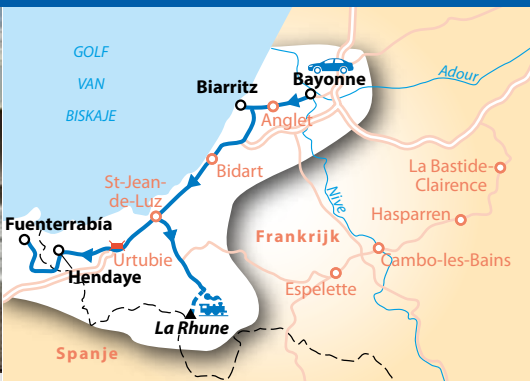 GOLF
VAN
BISKAJE
Biarritz
Bayonne
Adour
Anglet
Bidart
La Bastide-
Clairence
St-Jean-
de-Luz
Nive
Hasparren
Fuenterrabía
Frankrijk
Urtubie
Cambo-les-Bains
Hendaye
Espelette
La Rhune
Spanje